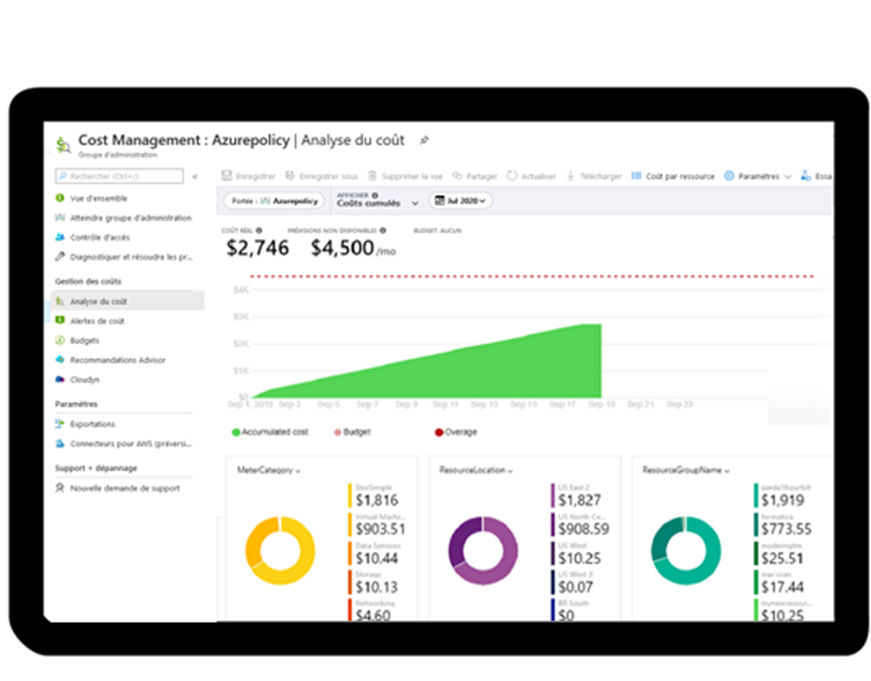 Cost Management : Azurepolicy | Analyse du coût
Groupe d'administration
Rechercher (Ctrl+/) «
Enregistrer Enregistrer sous Supprimer la vue Partager Actualiser Télécharger Coût par ressource Paramètres Essa
Vue d'ensemble
Atteindre groupe d'administration
Contrôle d'accès
Diagnostiquer et résoudre les pr...
Gestion des coûts
Analyse du coût
Alertes de coût
Budgets
Recommandations Advisor
Cloudyn
Paramètres
Exportations
Connecteurs pour AWS (préversi...
Support + dépannage
Nouvelle demande de support
Portée : Azurepolicy
AFFICHER
Coûts cumulés
Jul 2020
COÛT RÉEL PRÉVISIONS NON DISPONIBLES BUDGET AUCUN
$2,746 $4,500 /mo
$4K
$3K
$2K
$1K
$0
Sep 1, 2018 Sep 3 Sep 5 Sep 7 Sep 9 Sep 11 Sep 13 Sep 15 Sep 17 Sep 19 Sep 21 Sep 23
Accumulated cost Budget Overage
MeterCategory
StorSimple
$1,816
Virtual Machi...
$903.51
Data Services
$10.44
Storage
$10.13
Networking
$4.60
ResourceLocation
US East 2
$1,827
US North Ce...
$908.59
US West
$10.25
US West 2
$0.07
BR South
$0
ResourceGroupName
$1,919
$773.55
$25.51
$17.44
$10.25